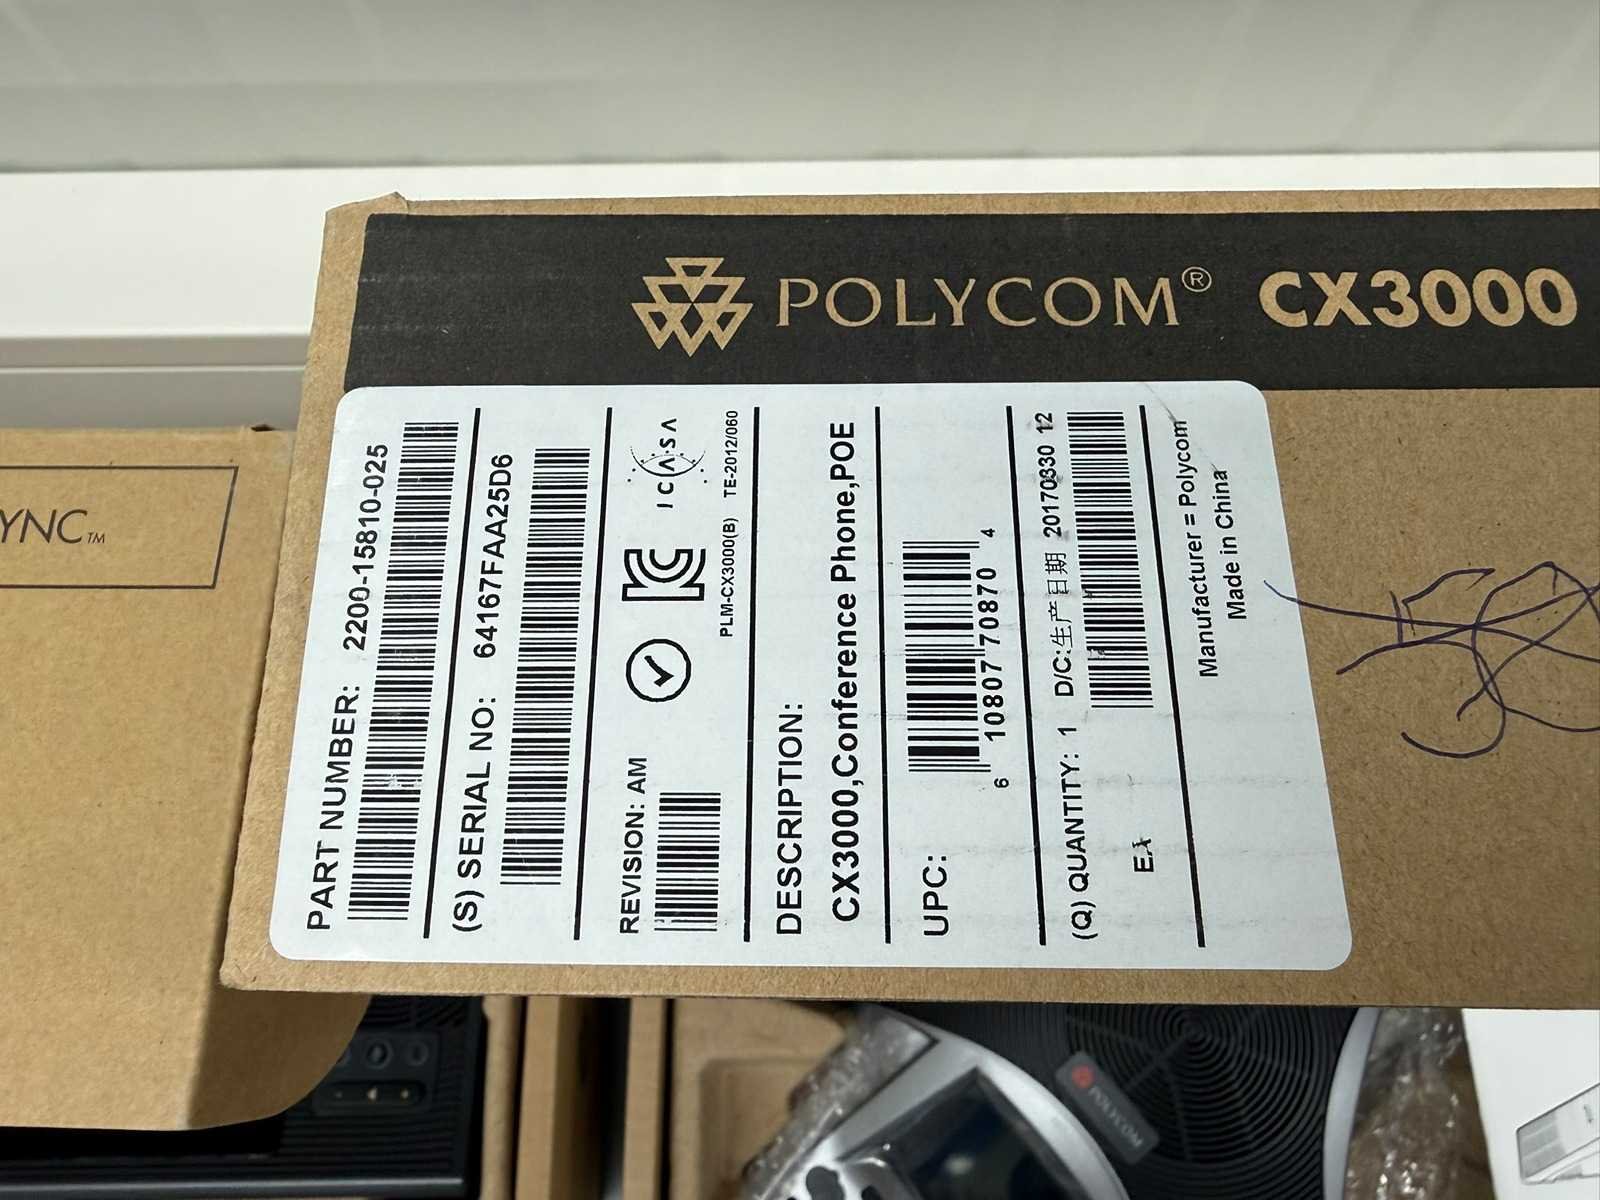 POLYCOM® CX3000
YNC™
PART NUMBER: 2200-15810-025
(S) SERIAL NO: 64167FAA25D6
REVISION: AM
ICASA
PLM-CX3000(B) TE-2012/060
DESCRIPTION:
CX3000,Conference Phone,POE
UPC:
6 10807 70870 4
(Q) QUANTITY: 1 D/C:生产日期 20170330 12
EA
Manufacturer = Polycom
Made in China
POLYCOM